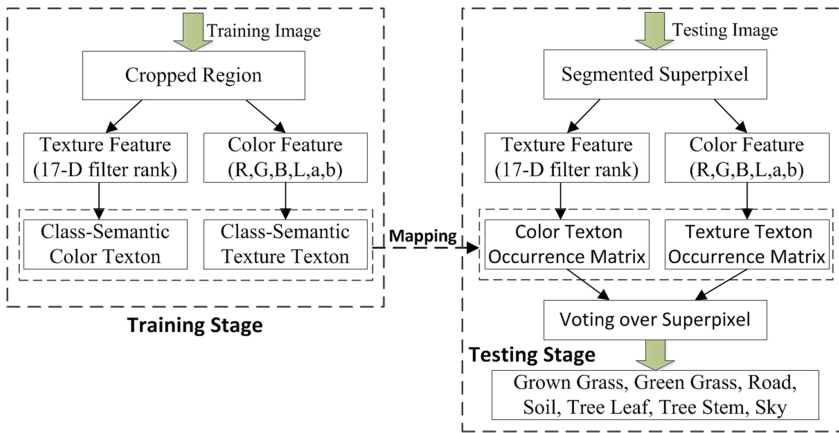 Training Image
Cropped Region
Texture Feature
(17-D filter rank)
Color Feature
(R,G,B,L,a,b)
Class-Semantic
Color Texton
Class-Semantic
Texture Texton
Training Stage
Mapping
Testing Image
Segmented Superpixel
Texture Feature
(17-D filter rank)
Color Feature
(R,G,B,L,a,b)
Color Texton
Occurrence Matrix
Texture Texton
Occurrence Matrix
Voting over Superpixel
Testing Stage
Grown Grass, Green Grass, Road,
Soil, Tree Leaf, Tree Stem, Sky